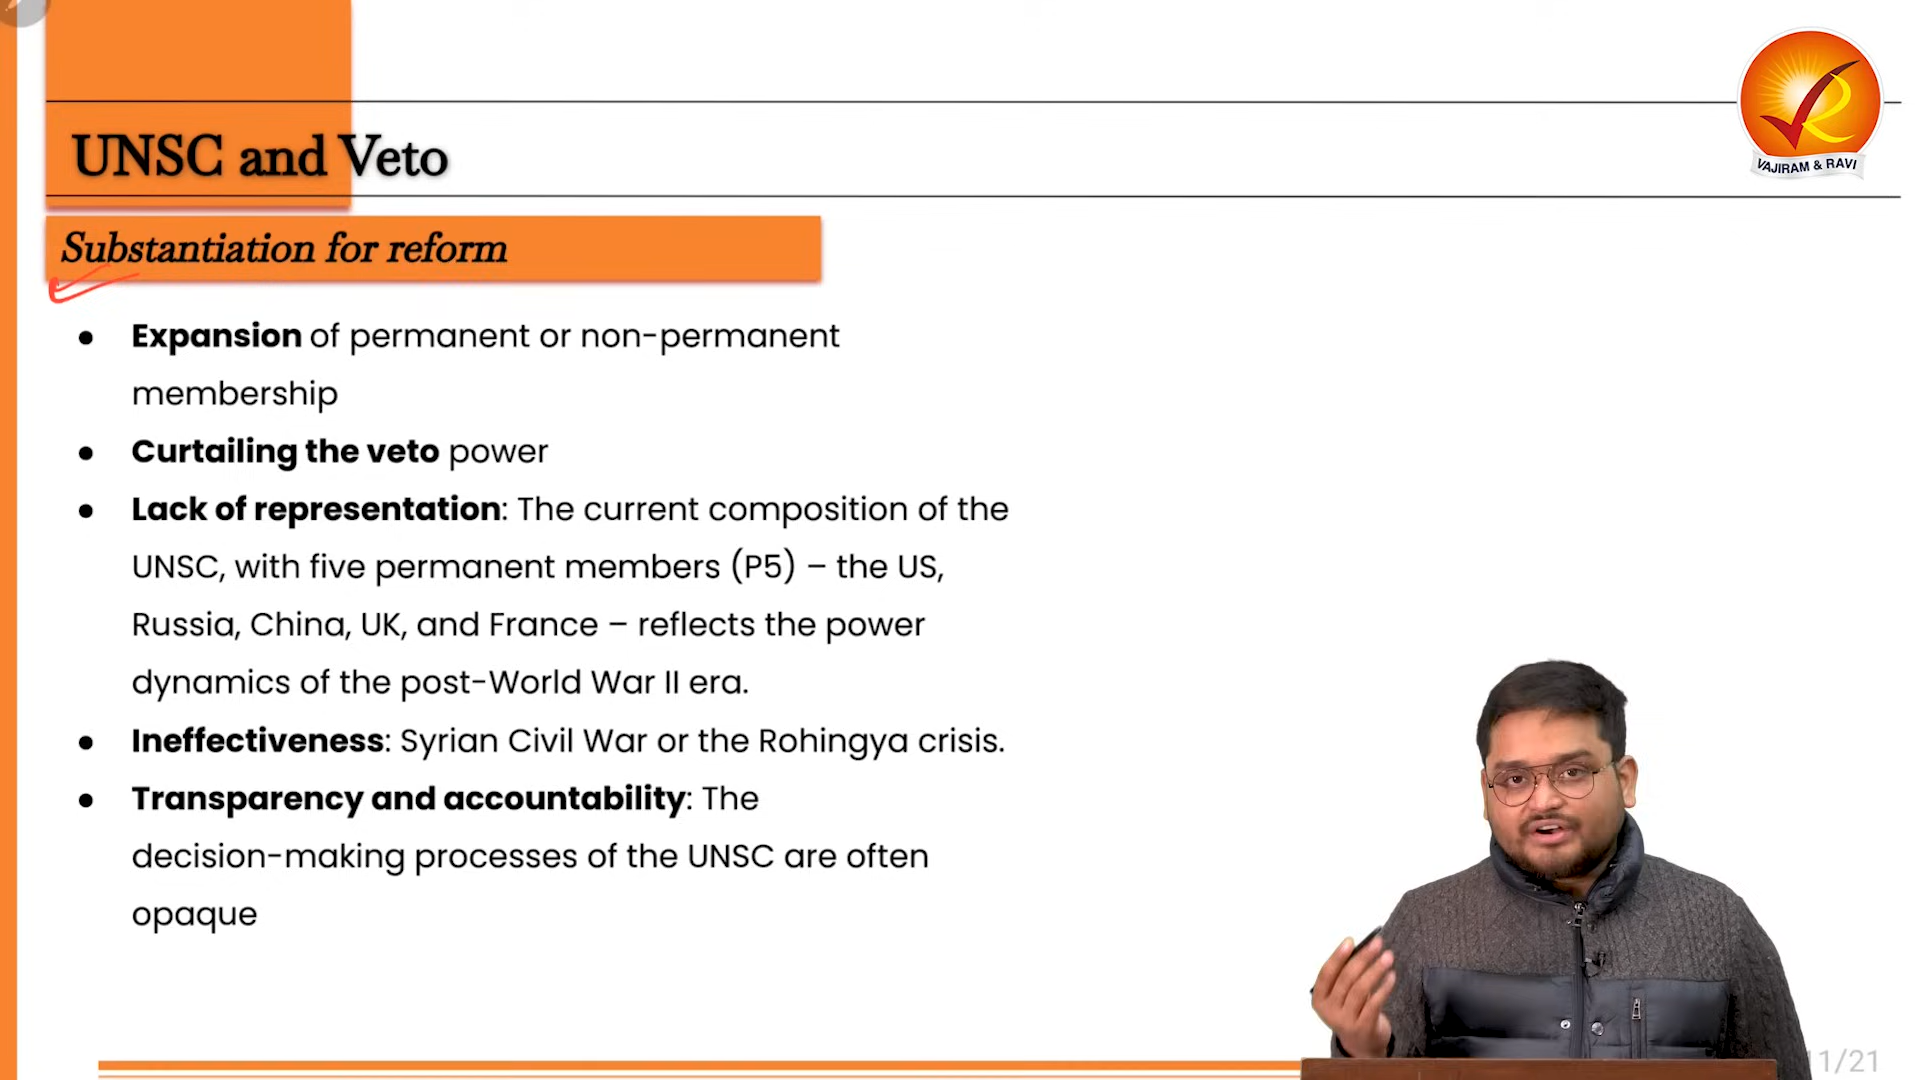 UNSC and Veto
VAJIRAM & RAVI
Substantiation for reform
● Expansion of permanent or non-permanent
membership
● Curtailing the veto power
● Lack of representation: The current composition of the
UNSC, with five permanent members (P5) – the US,
Russia, China, UK, and France – reflects the power
dynamics of the post-World War II era.
● Ineffectiveness: Syrian Civil War or the Rohingya crisis.
● Transparency and accountability: The
decision-making processes of the UNSC are often
opaque
11/21